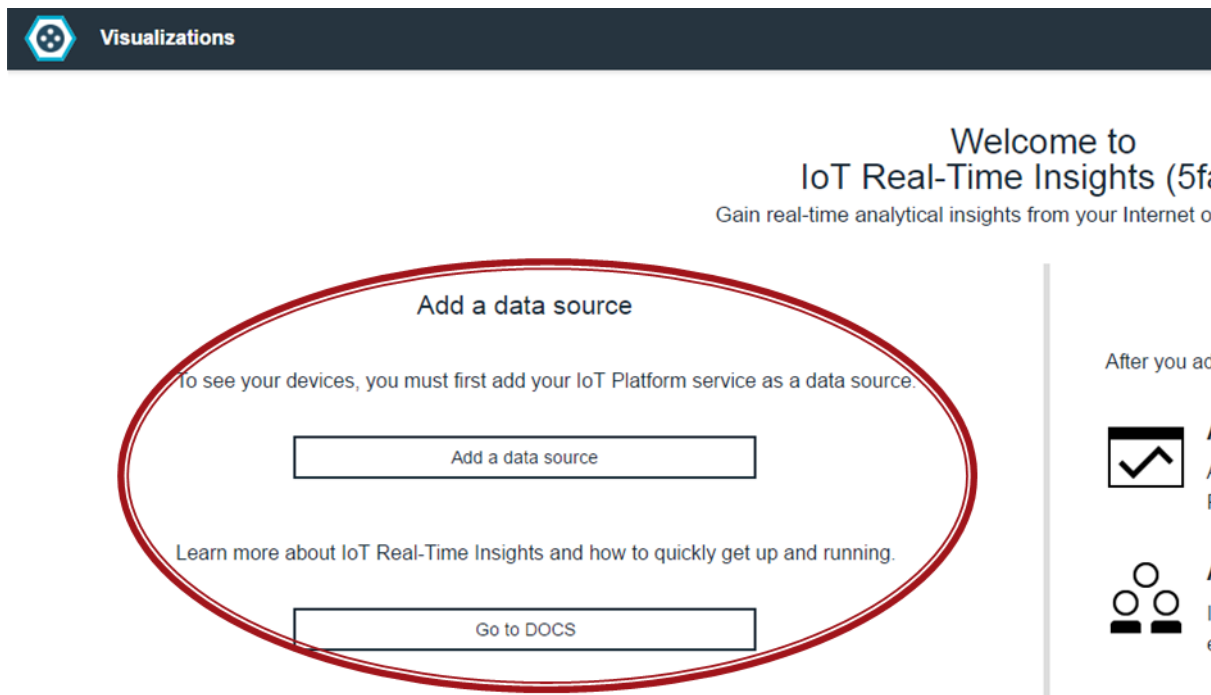 Visualizations
Welcome to
IoT Real-Time Insights (5fa
Gain real-time analytical insights from your Internet o
Add a data source
To see your devices, you must first add your IoT Platform service as a data source.
Add a data source
Learn more about IoT Real-Time Insights and how to quickly get up and running.
Go to DOCS
After you ad